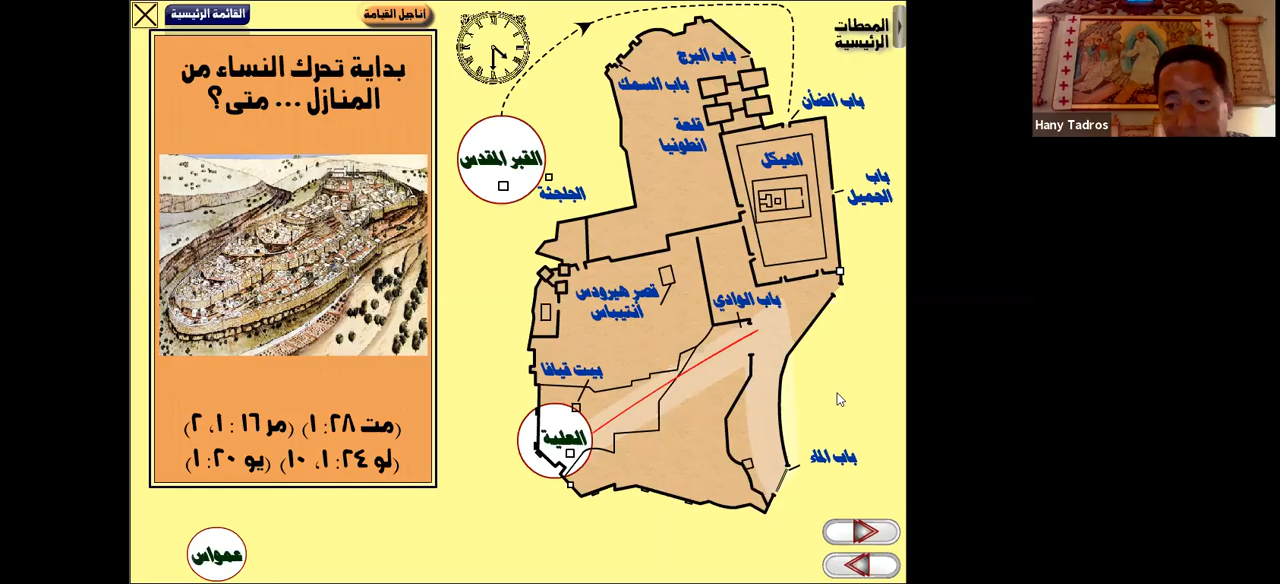 القائمة الرئيسية
أناجيل القيامة
بداية تحرك النساء من
المنازل ... متى؟
(مت ٢٨: ١) (مر ١٦: ١، ٢)
(لو ٢٤: ١، ١٠) (يو ٢٠: ١)
عمواس
المحطات
الرئيسية
باب البرج
باب السمك
باب الضأن
قلعة
انطونيا
الهيكل
باب
الجميل
القبر المقدس
الجلجثة
قصر هيرودس
أنتيباس
باب الوادي
بيت قيافا
العلية
باب الماء
Hany Tadros